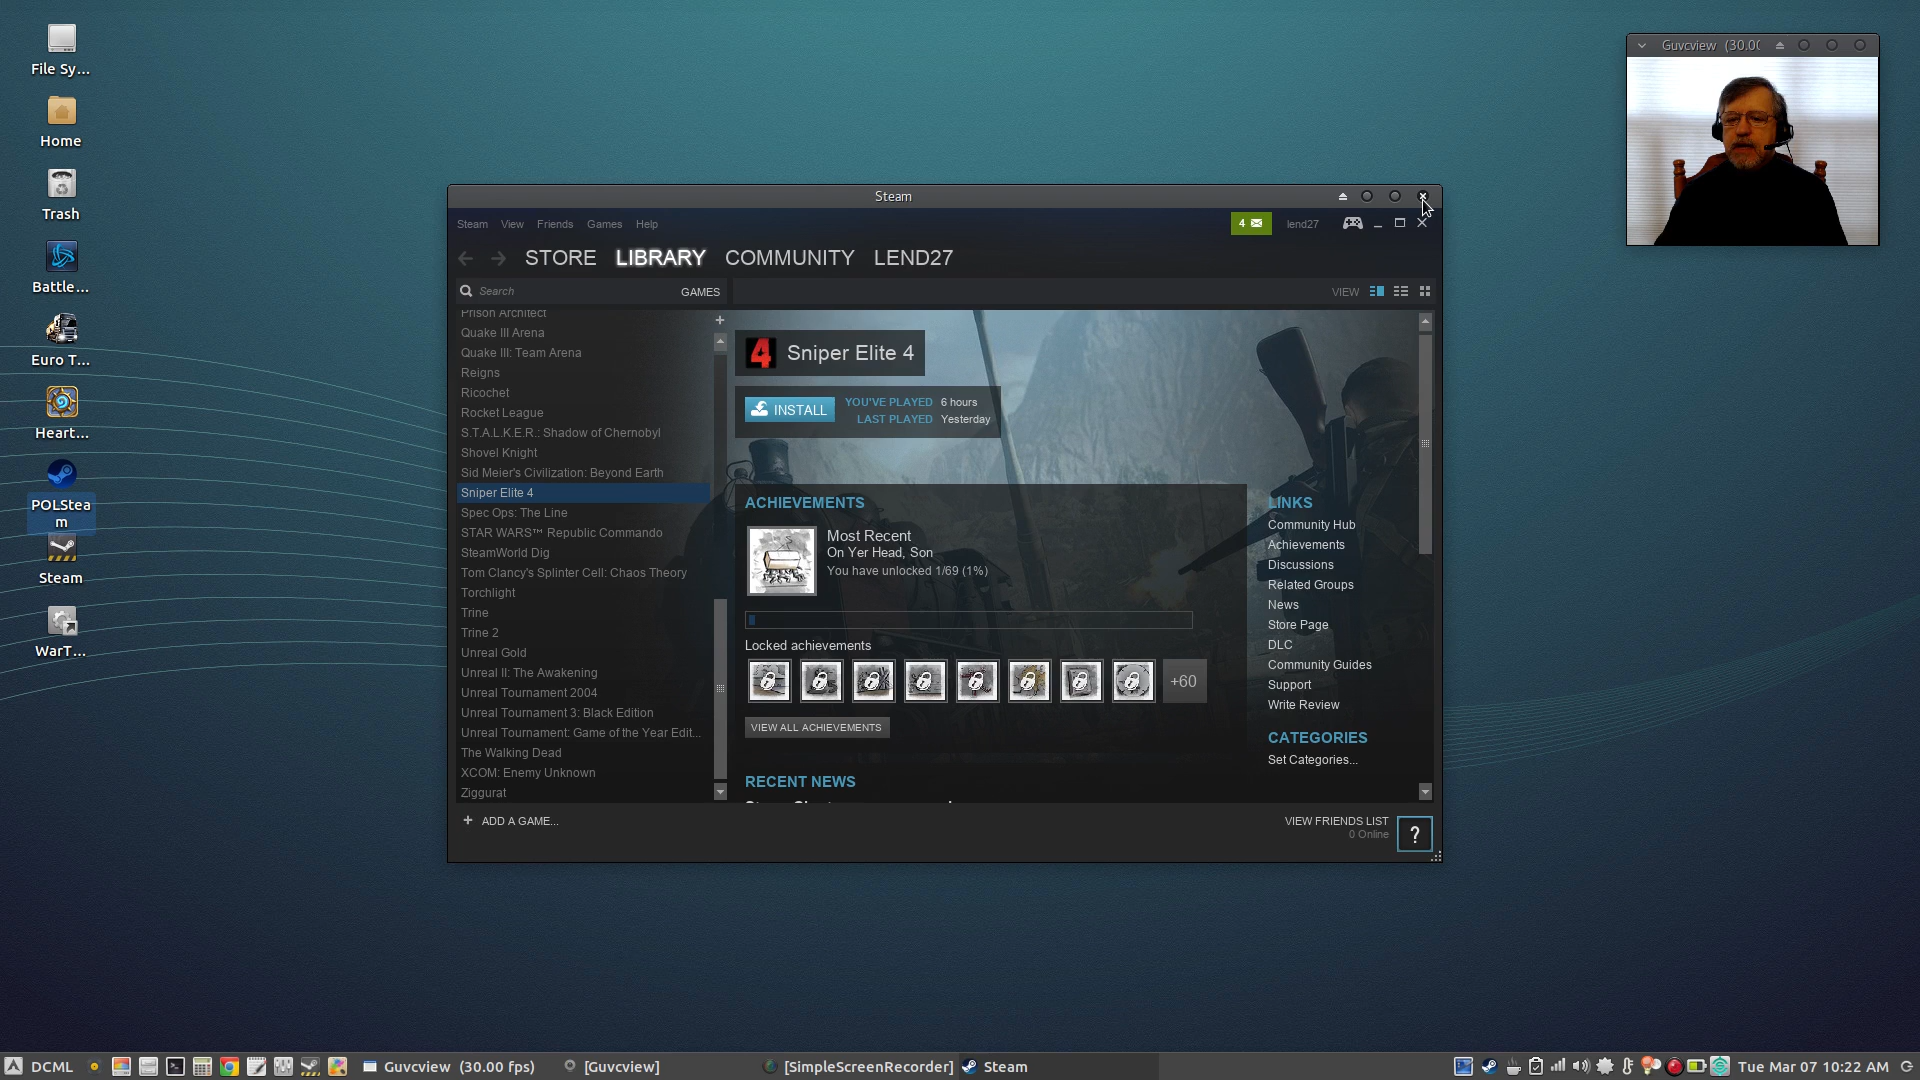 File Sy...
Home
Trash
Battle...
Euro T...
Heart...
POLStea
m
Steam
WarT...
Guvcview (30.0(
Steam
Steam View Friends Games Help
4 lend27
STORE LIBRARY COMMUNITY LEND27
Search GAMES VIEW
Prison Architect
Quake III Arena
Quake III: Team Arena
Reigns
Ricochet
Rocket League
S.T.A.L.K.E.R.: Shadow of Chernobyl
Shovel Knight
Sid Meier's Civilization: Beyond Earth
Sniper Elite 4
Spec Ops: The Line
STAR WARS™ Republic Commando
SteamWorld Dig
Tom Clancy's Splinter Cell: Chaos Theory
Torchlight
Trine
Trine 2
Unreal Gold
Unreal II: The Awakening
Unreal Tournament 2004
Unreal Tournament 3: Black Edition
Unreal Tournament: Game of the Year Edit...
The Walking Dead
XCOM: Enemy Unknown
Ziggurat
+ ADD A GAME...
4 Sniper Elite 4
INSTALL
YOU'VE PLAYED 6 hours
LAST PLAYED Yesterday
ACHIEVEMENTS
Most Recent
On Yer Head, Son
You have unlocked 1/69 (1%)
Locked achievements
+60
VIEW ALL ACHIEVEMENTS
RECENT NEWS
LINKS
Community Hub
Achievements
Discussions
Related Groups
News
Store Page
DLC
Community Guides
Support
Write Review
CATEGORIES
Set Categories...
VIEW FRIENDS LIST
0 Online
?
DCML Guvcview (30.00 fps) [Guvcview] [SimpleScreenRecorder] Steam Tue Mar 07 10:22 AM